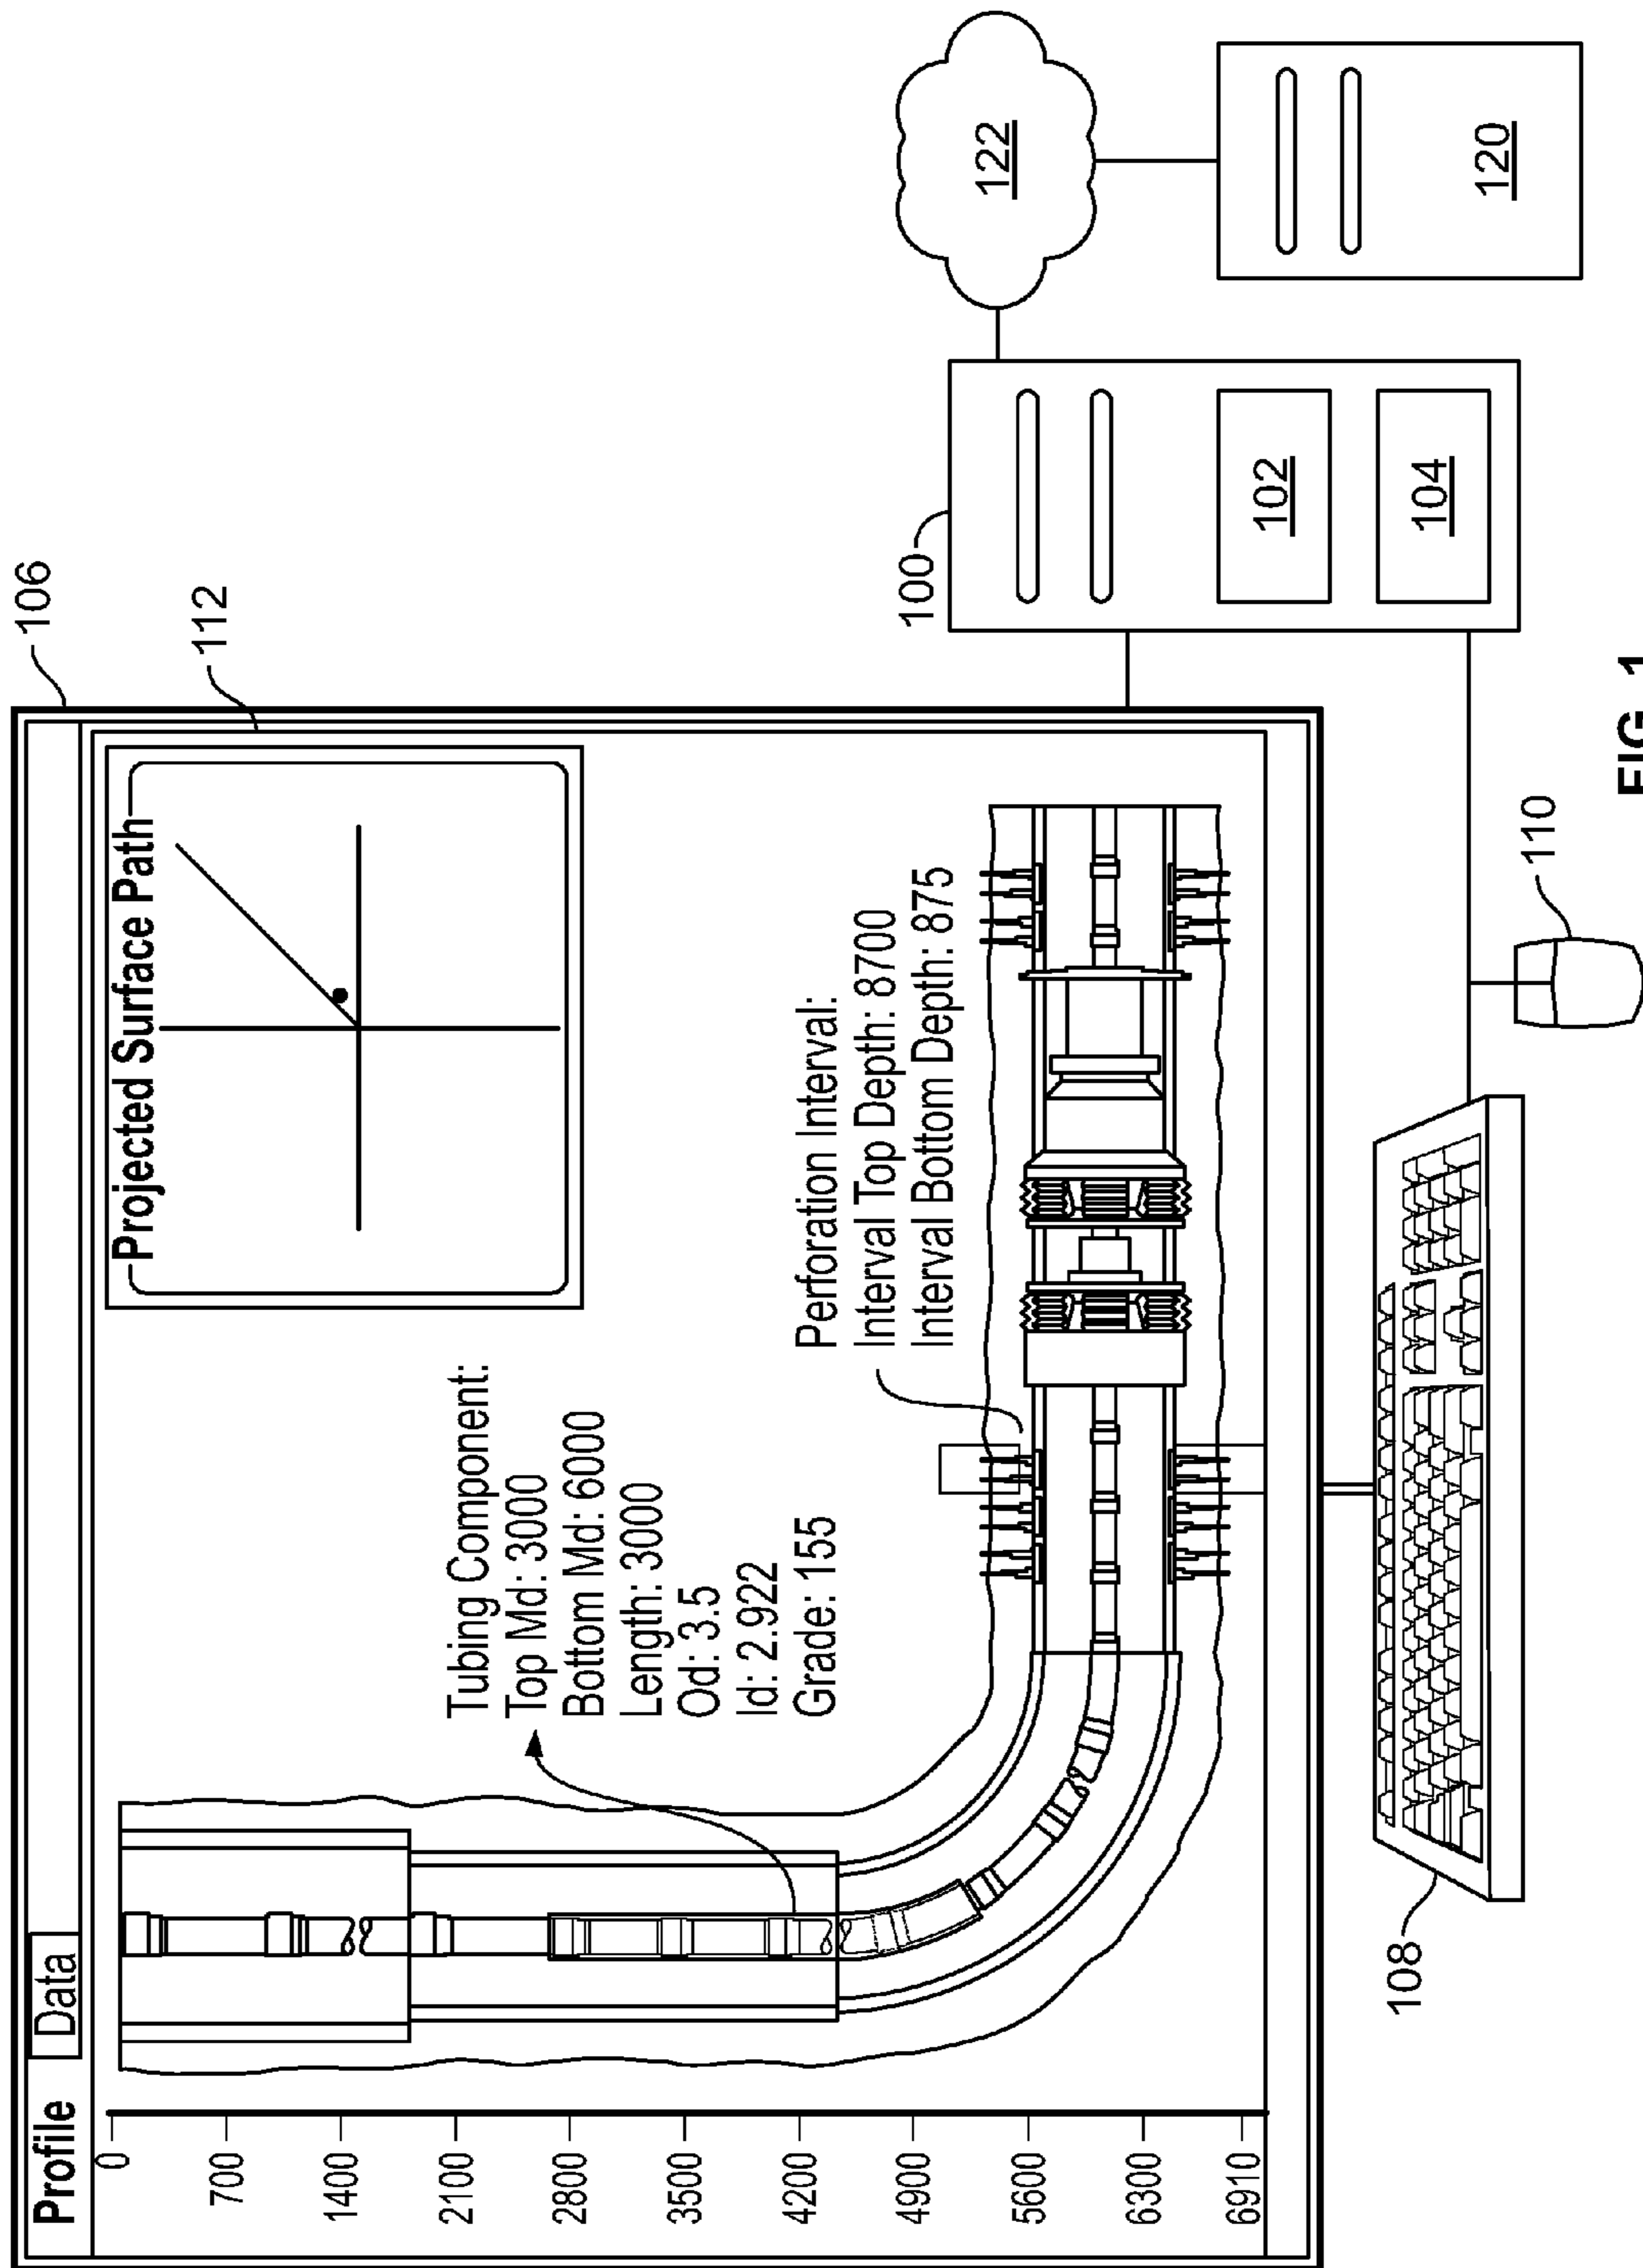 106
112
Profile
Data
Projected Surface Path
0
700
1400
2100
2800
3500
4200
4900
5600
6300
6910
Tubing Component:
Top Md: 3000
Bottom Md: 6000
Length: 3000
Od: 3.5
Id: 2.922
Grade: 155
Perforation Interval:
Interval Top Depth: 8700
Interval Bottom Depth: 875
100
102
104
122
120
108
110
FIG. 1